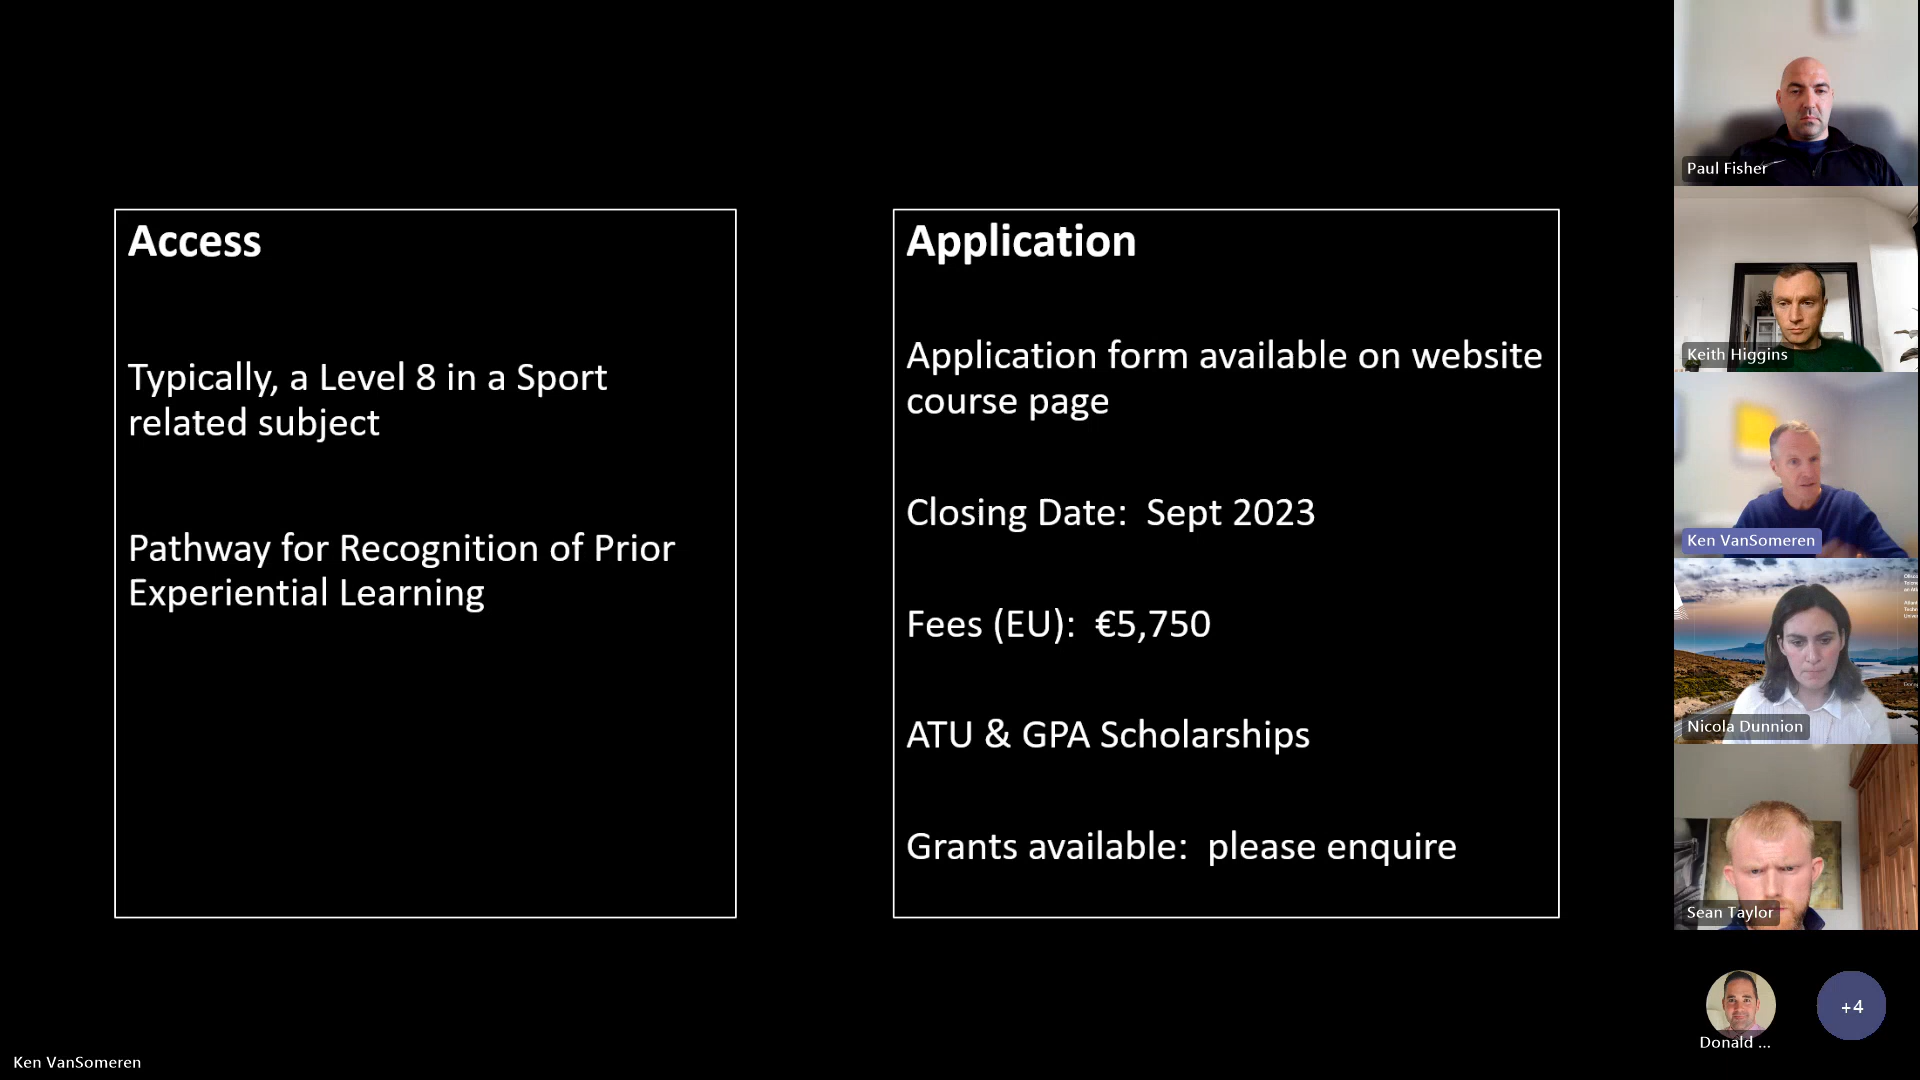 Access
Typically, a Level 8 in a Sport
related subject
Pathway for Recognition of Prior
Experiential Learning
Application
Application form available on website
course page
Closing Date:  Sept 2023
Fees (EU):  €5,750
ATU & GPA Scholarships
Grants available:  please enquire
Paul Fisher
Keith Higgins
Ken VanSomeren
Nicola Dunnion
Sean Taylor
Donald ...
+4
Ken VanSomeren